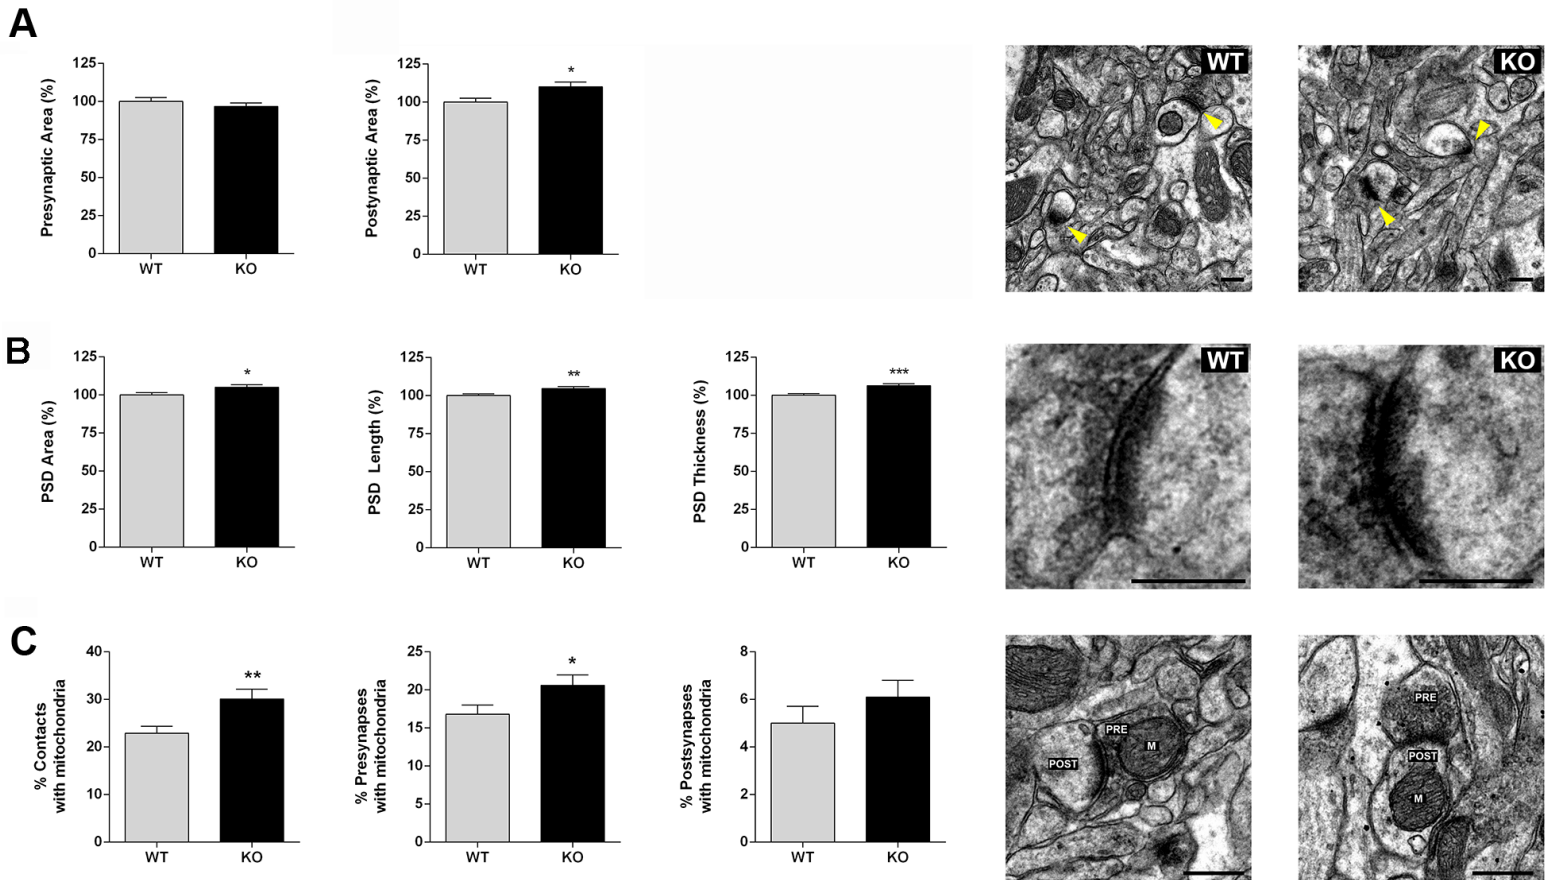 A
Presynaptic Area (%)
125
100
75
50
25
0
WT
KO
Postynaptic Area (%)
125
100
75
50
25
0
*
WT
KO
WT
KO
B
PSD Area (%)
125
100
75
50
25
0
*
WT
KO
PSD Length (%)
125
100
75
50
25
0
**
WT
KO
PSD Thickness (%)
125
100
75
50
25
0
***
WT
KO
WT
KO
C
% Contacts
with mitochondria
40
30
20
10
0
**
WT
KO
% Presynapses
with mitochondria
25
20
15
10
5
0
*
WT
KO
% Postsynapses
with mitochondria
8
6
4
2
0
WT
KO
PRE
M
POST
PRE
POST
M